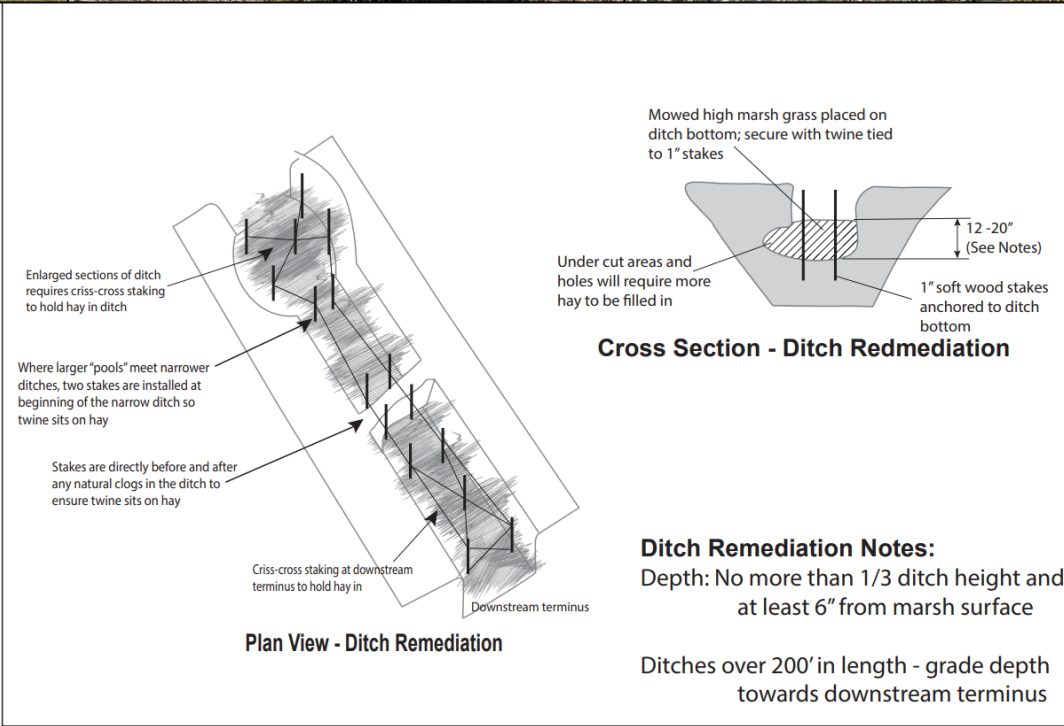 Enlarged sections of ditch
requires criss-cross staking
to hold hay in ditch
Where larger "pools" meet narrower
ditches, two stakes are installed at
beginning of the narrow ditch so
twine sits on hay
Stakes are directly before and after
any natural clogs in the ditch to
ensure twine sits on hay
Criss-cross staking at downstream
terminus to hold hay in
Downstream terminus
Plan View - Ditch Remediation
Mowed high marsh grass placed on
ditch bottom; secure with twine tied
to 1" stakes
Under cut areas and
holes will require more
hay to be filled in
12 -20"
(See Notes)
1" soft wood stakes
anchored to ditch
bottom
Cross Section - Ditch Redmediation
Ditch Remediation Notes:
Depth: No more than 1/3 ditch height and
at least 6" from marsh surface
Ditches over 200' in length - grade depth
towards downstream terminus